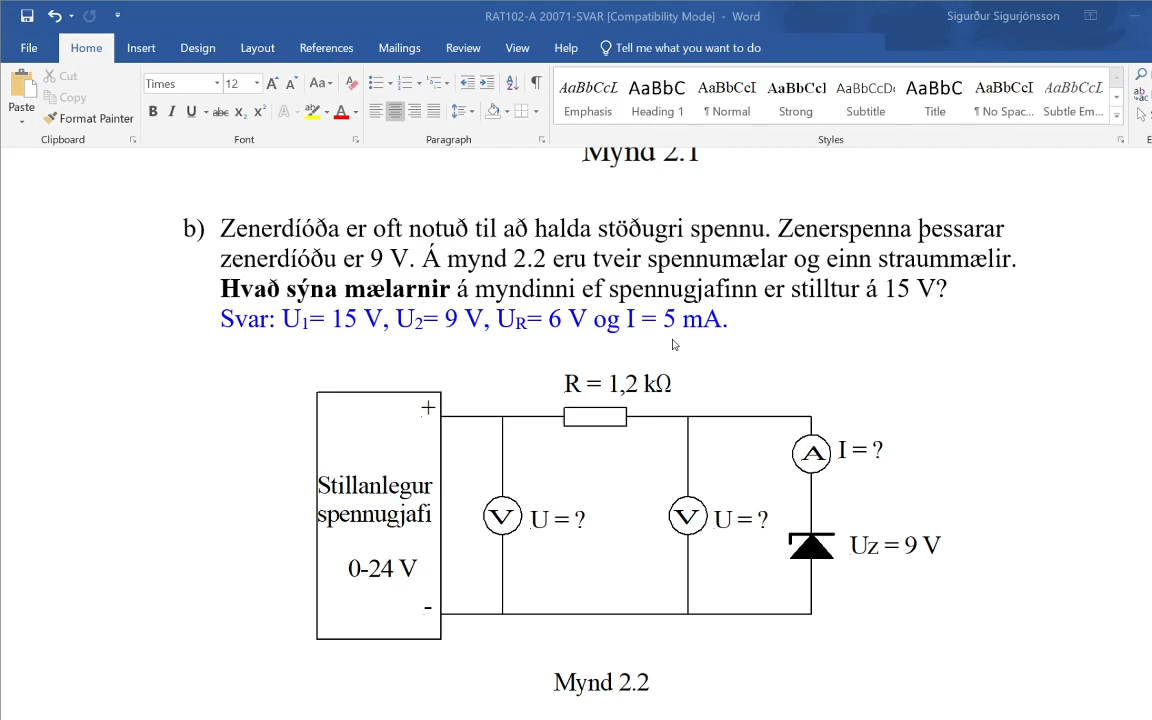 RAT102-A 20071-SVAR [Compatibility Mode] - Word
Sigurður Sigurjónsson
File Home Insert Design Layout References Mailings Review View Help Tell me what you want to do
Paste
Cut
Copy
Format Painter
Clipboard
Times 12
Font
Paragraph
AaBbCcL AaBbC AaBbCcI AaBbCcI AaBbCcD AaBbC AaBbCcI AaBbCcL
Emphasis Heading 1 ¶ Normal Strong Subtitle Title ¶ No Spac... Subtle Em...
Styles
Mynd 2.1
b) Zenerdíóða er oft notuð til að halda stöðugri spennu. Zenerspenna þessarar
zenerdíóðu er 9 V. Á mynd 2.2 eru tveir spennumælar og einn straummælir.
Hvað sýna mælarnir á myndinni ef spennugjafinn er stilltur á 15 V?
Svar: U1= 15 V, U2= 9 V, UR= 6 V og I = 5 mA.
R = 1,2 kΩ
+
A I = ?
Stillanlegur
spennugjafi
V U = ?
V U = ?
Uz = 9 V
0-24 V
-
Mynd 2.2